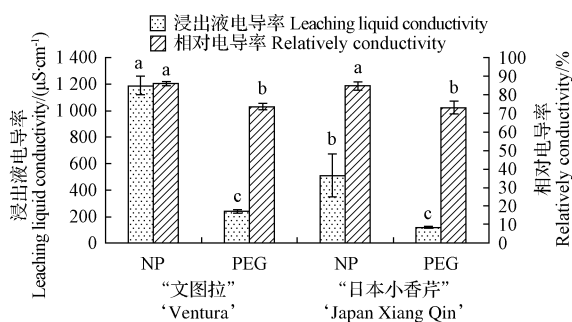 浸出液电导率 Leaching liquid conductivity
相对电导率 Relatively conductivity
浸出液电导率
Leaching liquid conductivity/(μS·cm⁻¹)
1 400
1 200
1 000
800
600
400
200
0
a a
b
c
a
b
b
c
100
90
80
70
60
50
40
30
20
10
0
相对电导率
Relatively conductivity/%
NP PEG NP PEG
“文图拉” “日本小香芹”
‘Ventura’ ‘Japan Xiang Qin’